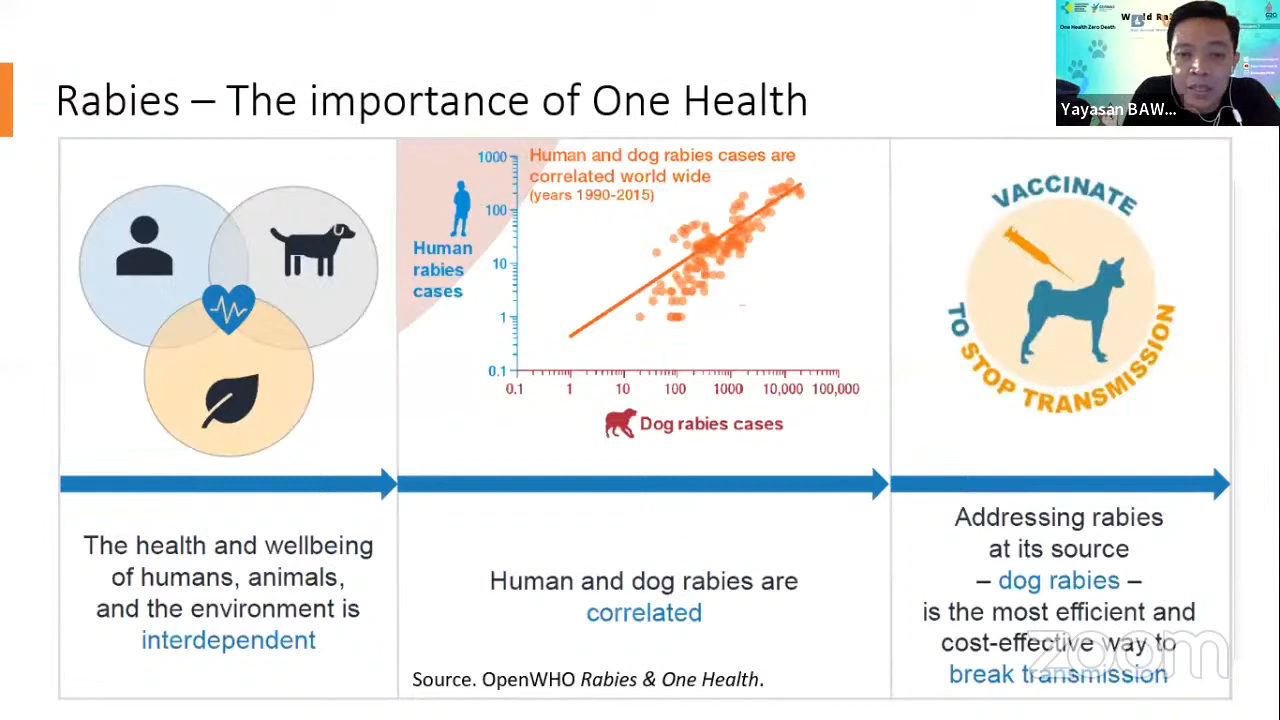 Rabies – The importance of One Health
One Health Zero Death
Yayasan BAW...
Human and dog rabies cases are
correlated world wide
(years 1990-2015)
Human
rabies
cases
1000
100
10
1
0.1
0.1 1 10 100 1000 10,000 100,000
Dog rabies cases
VACCINATE
TO STOP TRANSMISSION
The health and wellbeing
of humans, animals,
and the environment is
interdependent
Human and dog rabies are
correlated
Source. OpenWHO Rabies & One Health.
Addressing rabies
at its source
– dog rabies –
is the most efficient and
cost-effective way to
break transmission
zoom